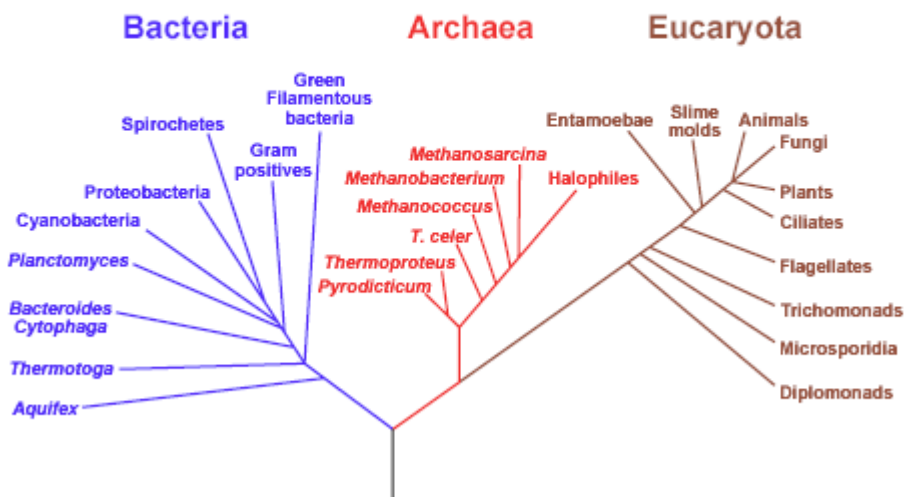 Bacteria
Archaea
Eucaryota
Green
Filamentous
bacteria
Spirochetes
Gram
positives
Proteobacteria
Cyanobacteria
Planctomyces
Bacteroides
Cytophaga
Thermotoga
Aquifex
Methanosarcina
Methanobacterium
Halophiles
Methanococcus
T. celer
Thermoproteus
Pyrodicticum
Entamoebae
Slime
molds
Animals
Fungi
Plants
Ciliates
Flagellates
Trichomonads
Microsporidia
Diplomonads